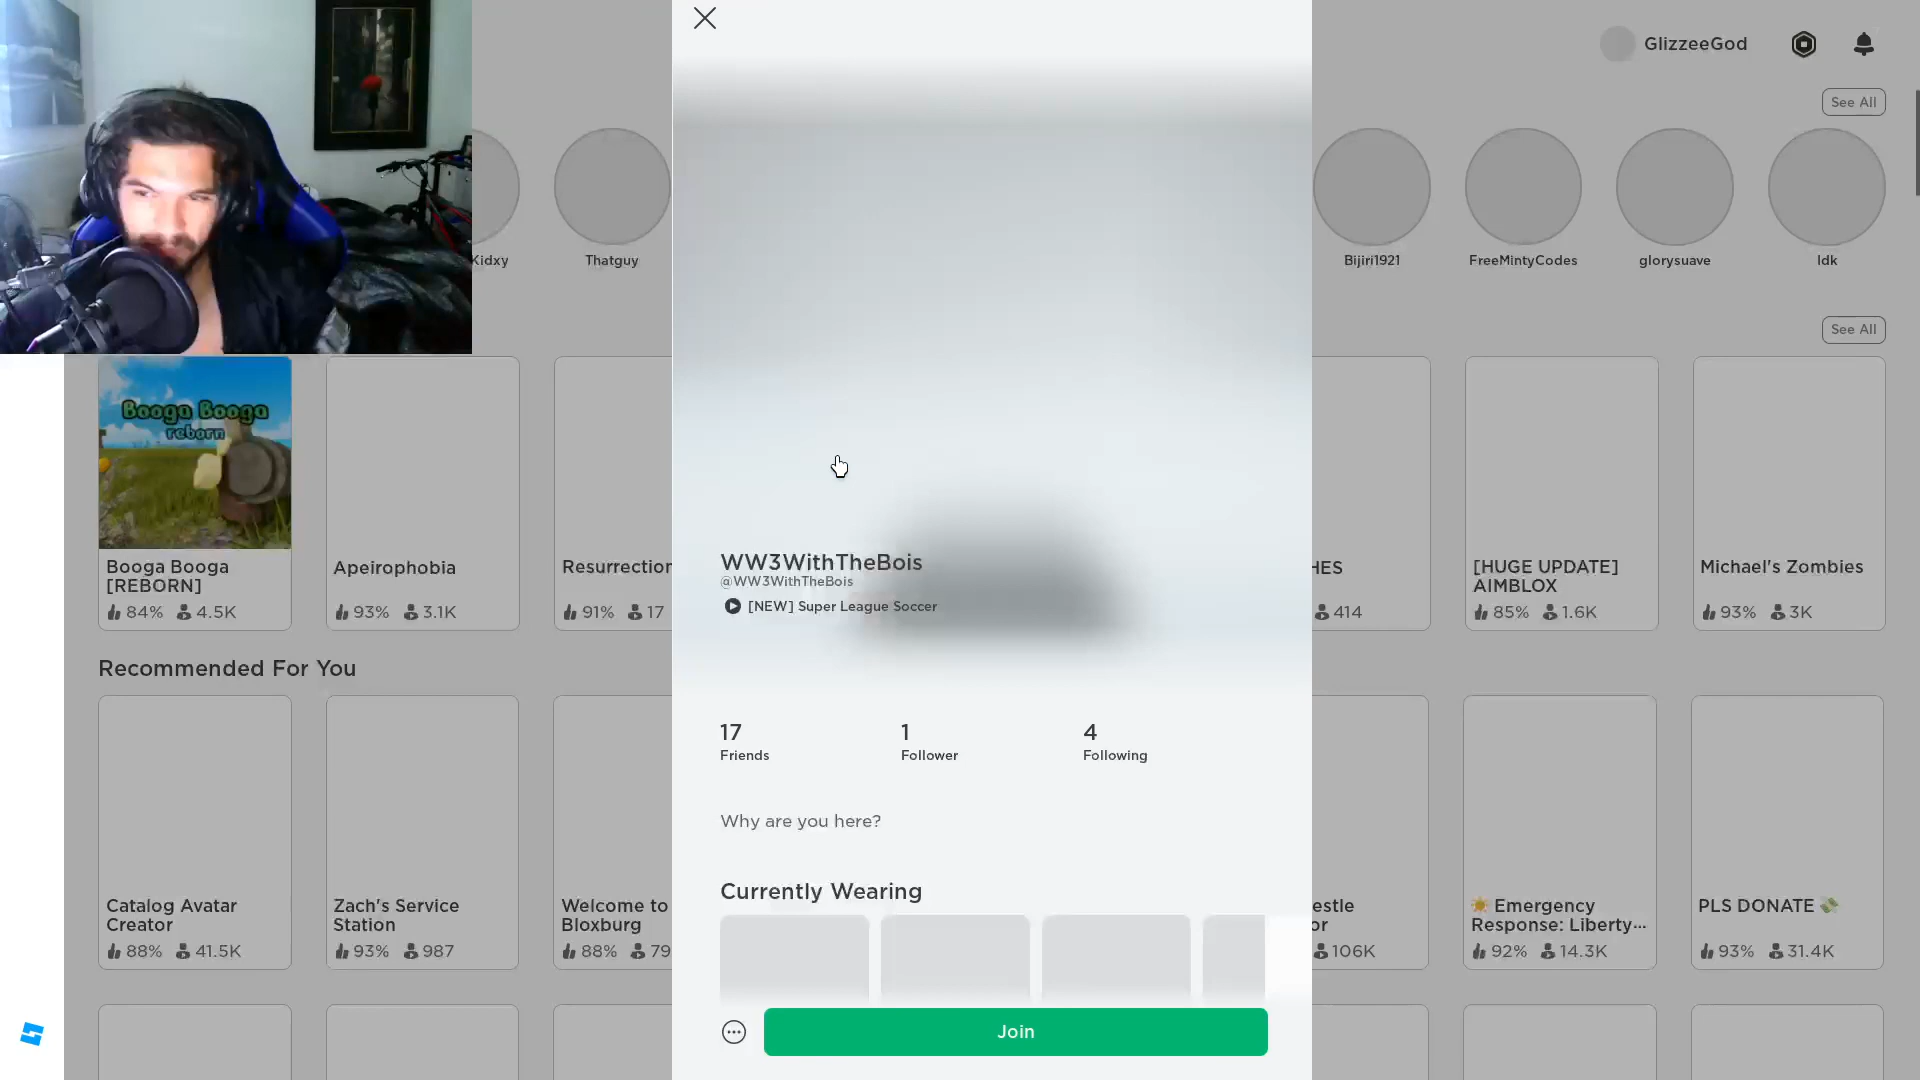 GlizzeeGod
See All
Kidxy
Thatguy
Bijiri1921
FreeMintyCodes
glorysuave
Idk
See All
Booga Booga
reborn
Booga Booga
[REBORN]
84% 4.5K
Apeirophobia
93% 3.1K
Resurrection
91% 17
WW3WithTheBois
@WW3WithTheBois
[NEW] Super League Soccer
HES
414
[HUGE UPDATE]
AIMBLOX
85% 1.6K
Michael's Zombies
93% 3K
Recommended For You
17
Friends
1
Follower
4
Following
Why are you here?
Currently Wearing
Catalog Avatar
Creator
88% 41.5K
Zach's Service
Station
93% 987
Welcome to
Bloxburg
88% 79
estle
or
106K
☀️ Emergency
Response: Liberty...
92% 14.3K
PLS DONATE 💸
93% 31.4K
Join